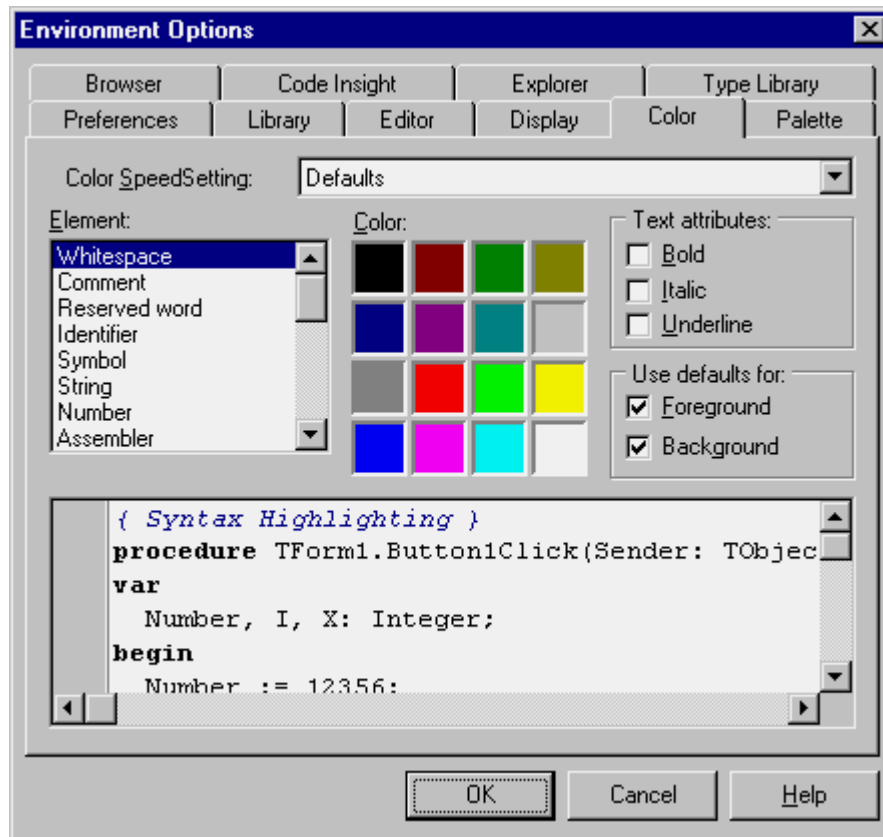 Environment Options
Browser Code Insight Explorer Type Library
Preferences Library Editor Display Color Palette
Color SpeedSetting: Defaults
Element:
Whitespace
Comment
Reserved word
Identifier
Symbol
String
Number
Assembler
Color:
Text attributes:
Bold
Italic
Underline
Use defaults for:
Foreground
Background
{ Syntax Highlighting }
procedure TForm1.Button1Click(Sender: TObjec
var
Number, I, X: Integer;
begin
Number := 12356;
OK Cancel Help